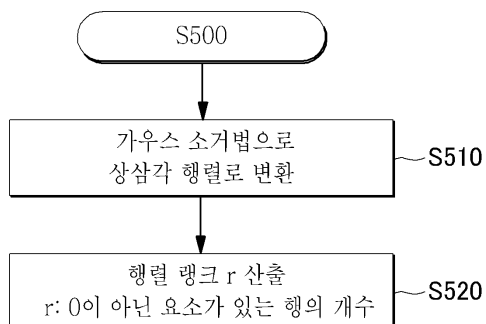 S500
가우스 소거법으로
상삼각 행렬로 변환
S510
행렬 랭크 r 산출
r: 0이 아닌 요소가 있는 행의 개수
S520